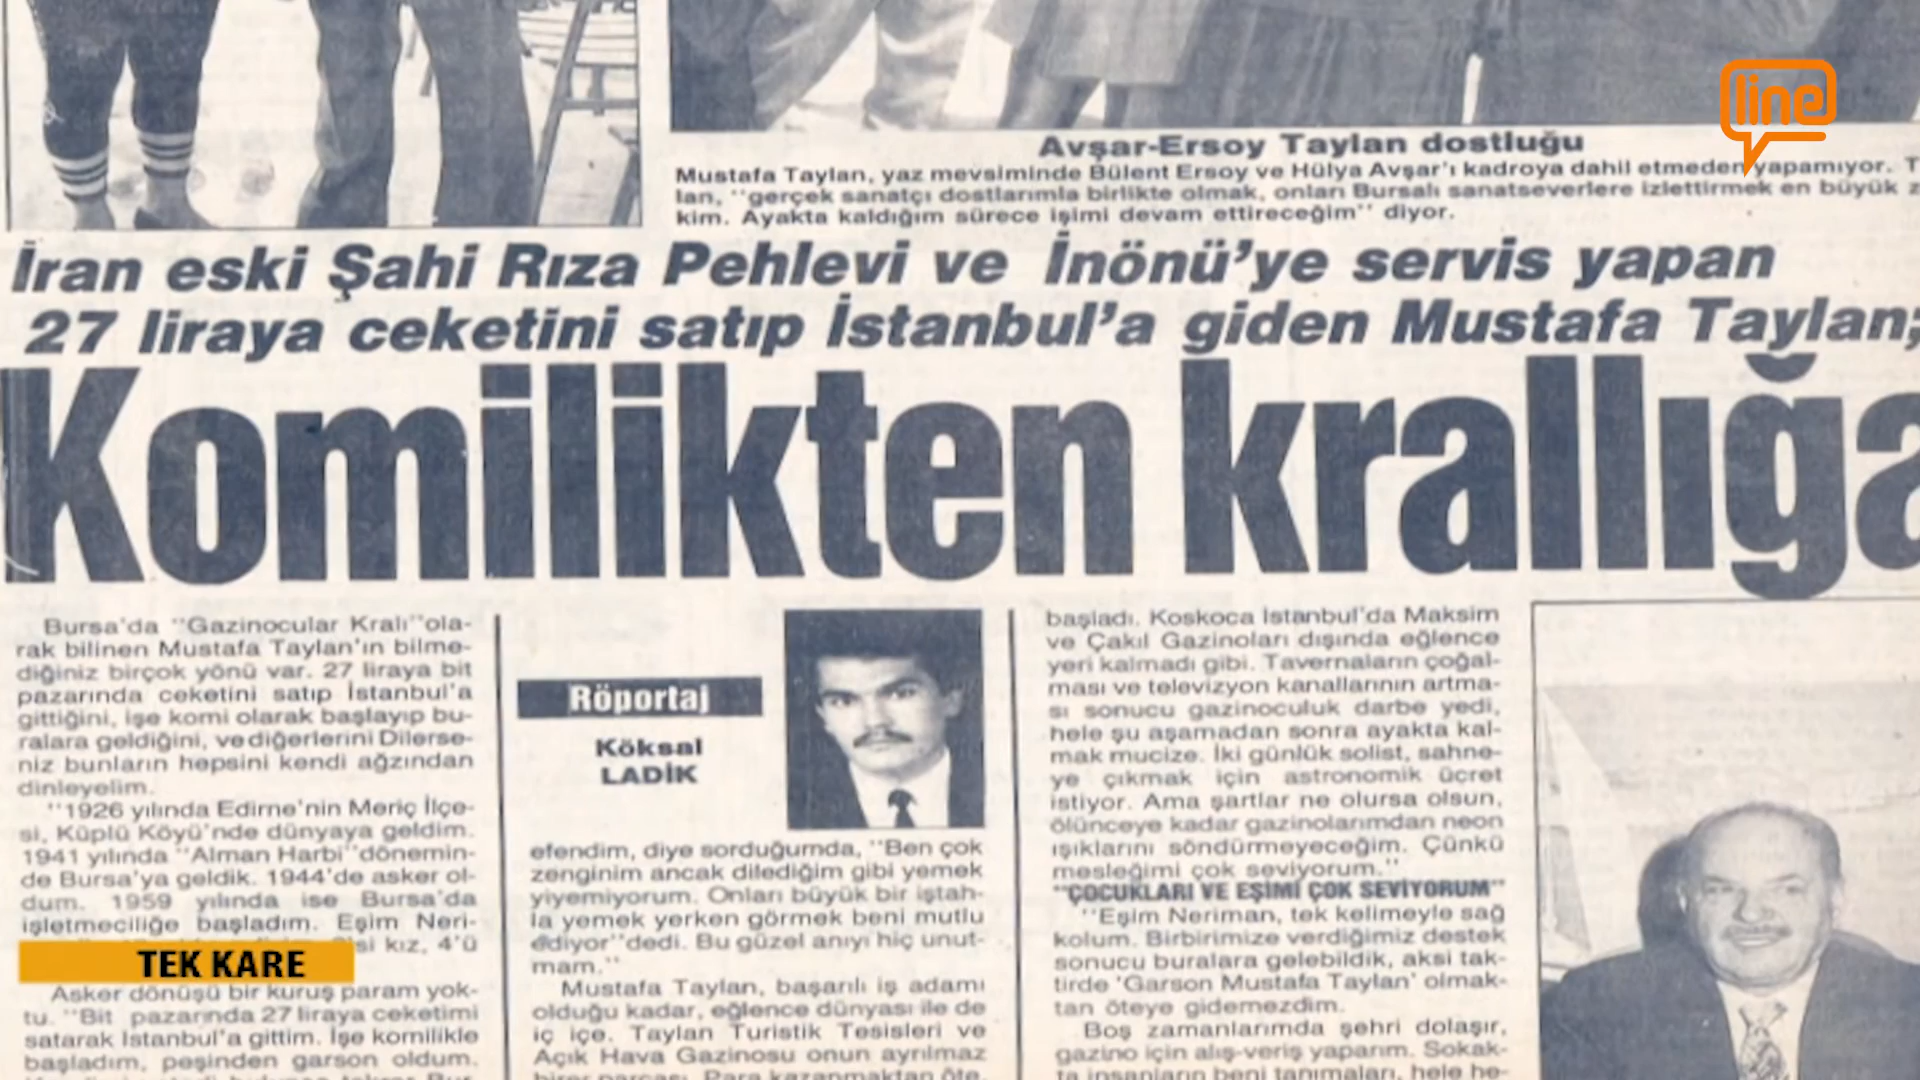 line
Avşar-Ersoy Taylan dostluğu
Mustafa Taylan, yaz mevsiminde Bülent Ersoy ve Hülya Avşar'ı kadroya dahil etmeden yapamıyor. T
lan, "gerçek sanatçı dostlarımla birlikte olmak, onları Bursalı sanatseverlere izlettirmek en büyük z
kim. Ayakta kaldığım sürece işimi devam ettireceğim" diyor.
İran eski Şahi Rıza Pehlevi ve İnönü'ye servis yapan
27 liraya ceketini satıp İstanbul'a giden Mustafa Taylan;
Komilikten krallığa
Bursa'da "Gazinocular Kralı"ola-
rak bilinen Mustafa Taylan'ın bilme-
diğiniz birçok yönü var. 27 liraya bit
pazarında ceketini satıp İstanbul'a
gittiğini, işe komi olarak başlayıp bu-
ralara geldiğini, ve diğerlerini Dilerse-
niz bunların hepsini kendi ağzından
dinleyelim.
"1926 yılında Edirne'nin Meriç İlçe-
si, Küplü Köyü'nde dünyaya geldim.
1941 yılında "Alman Harbi" dönemin-
de Bursa'ya geldik. 1944'de asker ol-
dum. 1959 yılında ise Bursa'da
işletmeciliğe başladım. Eşim Neri-
si kız, 4'ü
TEK KARE
Asker dönüşü bir kuruş param yok-
tu. "Bit pazarında 27 liraya ceketimi
satarak İstanbul'a gittim. İşe komilikle
başladım, peşinden garson oldum.
Röportaj
Köksal
LADİK
efendim, diye sorduğumda, "Ben çok
zenginim ancak dilediğim gibi yemek
yiyemiyorum. Onları büyük bir iştah-
la yemek yerken görmek beni mutlu
ediyor" dedi. Bu güzel anıyı hiç unut-
mam."
Mustafa Taylan, başarılı iş adamı
olduğu kadar, eğlence dünyası ile de
iç içe. Taylan Turistik Tesisleri ve
Açık Hava Gazinosu onun ayrılmaz
birer parçası. Para kazanmaktan öte,
başladı. Koskoca İstanbul'da Maksim
ve Çakıl Gazinoları dışında eğlence
yeri kalmadı gibi. Tavernaların çoğal-
ması ve televizyon kanallarının artma-
sı sonucu gazinoculuk darbe yedi,
hele şu aşamadan sonra ayakta kal-
mak mucize. İki günlük solist, sahne-
ye çıkmak için astronomik ücret
istiyor. Ama şartlar ne olursa olsun,
ölünceye kadar gazinolarımdan neon
ışıklarını söndürmeyeceğim. Çünkü
mesleğimi çok seviyorum."
"ÇOCUKLARI VE EŞİMİ ÇOK SEVİYORUM"
"Eşim Neriman, tek kelimeyle sağ
kolum. Birbirimize verdiğimiz destek
sonucu buralara gelebildik, aksi tak-
tirde 'Garson Mustafa Taylan' olmak-
tan öteye gidemezdim.
Boş zamanlarımda şehri dolaşır,
gazino için alış-veriş yaparım. Sokak-
ta insanların beni tanımaları, hele he-